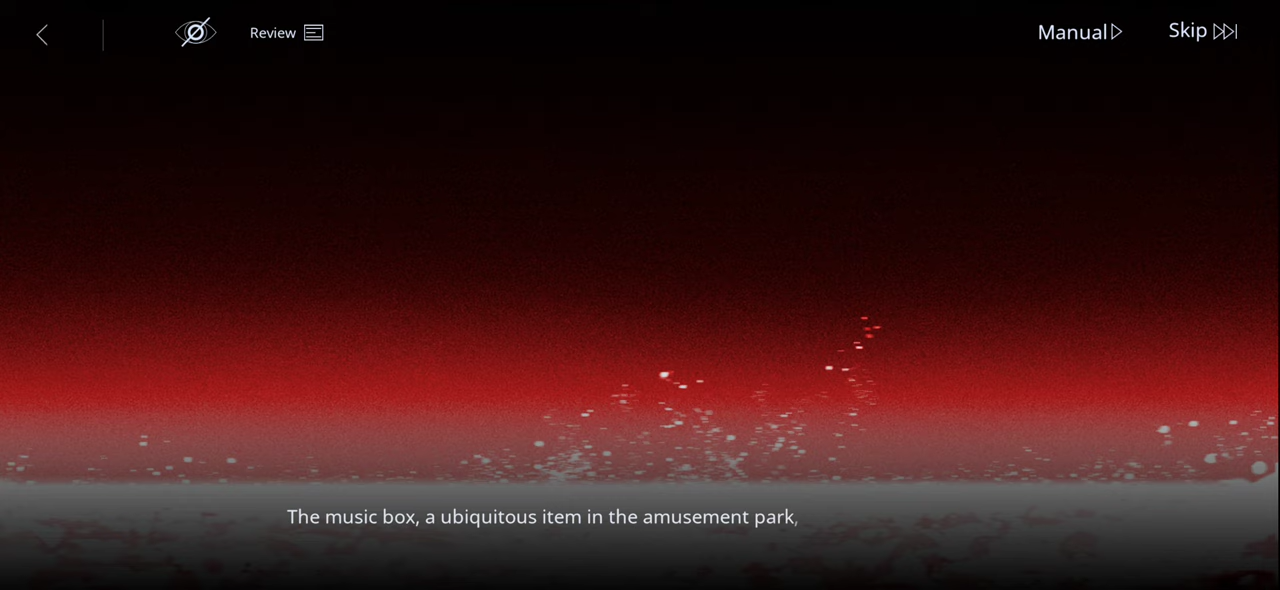 Review
Manual
Skip
The music box, a ubiquitous item in the amusement park,